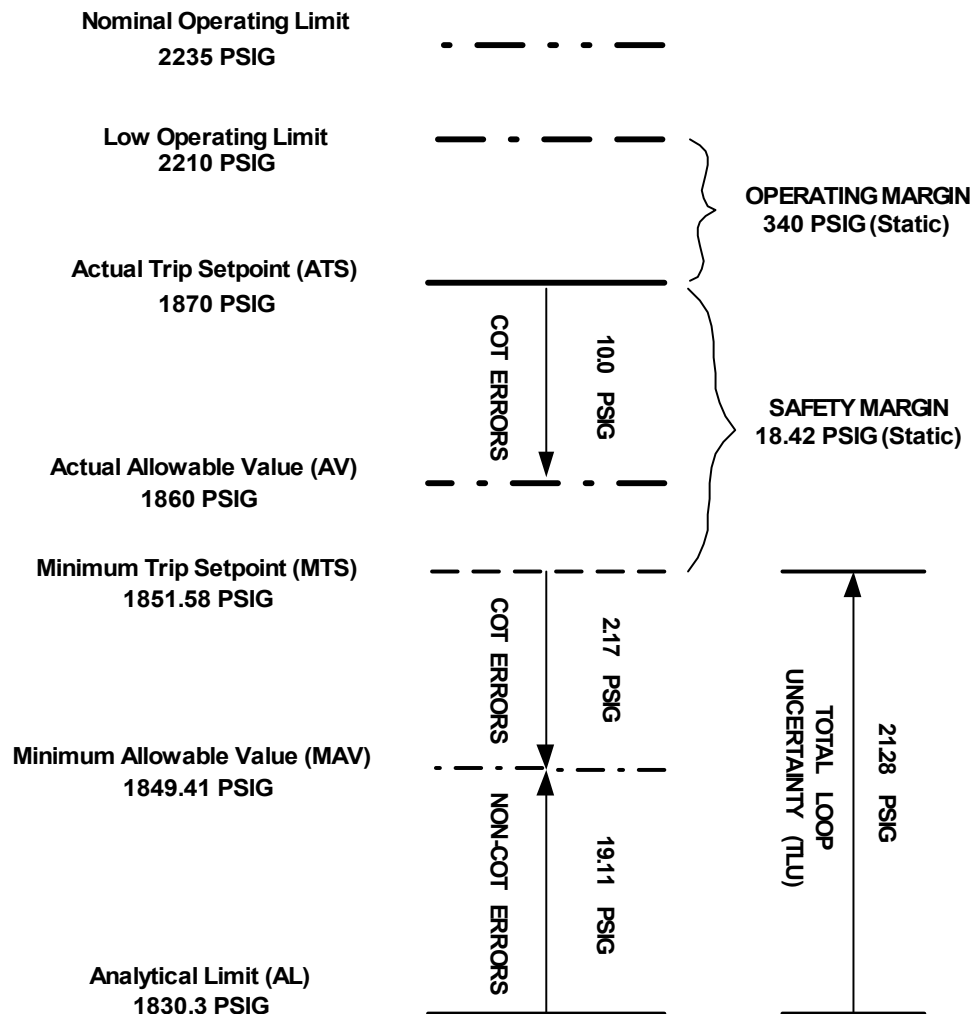 Nominal Operating Limit
2235 PSIG
Low Operating Limit
2210 PSIG
OPERATING MARGIN
340 PSIG (Static)
Actual Trip Setpoint (ATS)
1870 PSIG
COT ERRORS
10.0 PSIG
SAFETY MARGIN
18.42 PSIG (Static)
Actual Allowable Value (AV)
1860 PSIG
Minimum Trip Setpoint (MTS)
1851.58 PSIG
COT ERRORS
2.17 PSIG
TOTAL LOOP
UNCERTAINTY (TLU)
21.28 PSIG
Minimum Allowable Value (MAV)
1849.41 PSIG
NON-COT ERRORS
19.11 PSIG
Analytical Limit (AL)
1830.3 PSIG